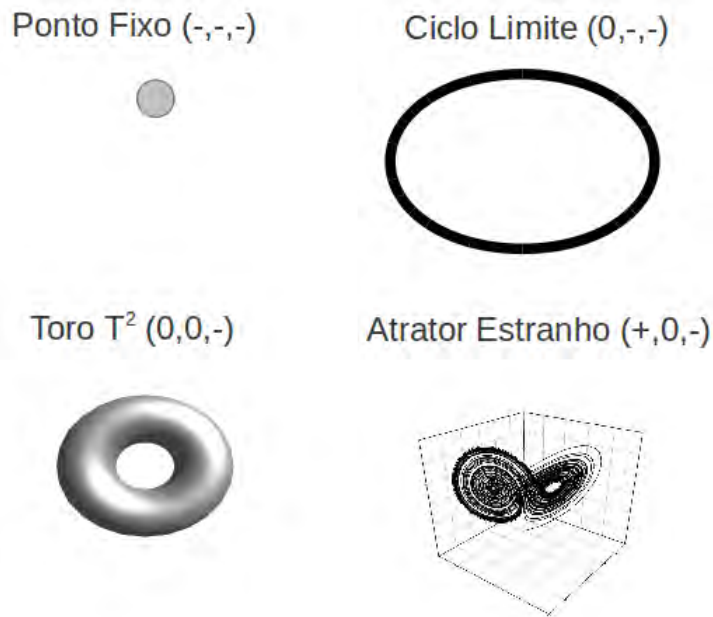 Ponto Fixo (-,-,-)
Ciclo Limite (0,-,-)
Toro T² (0,0,-)
Atrator Estranho (+,0,-)